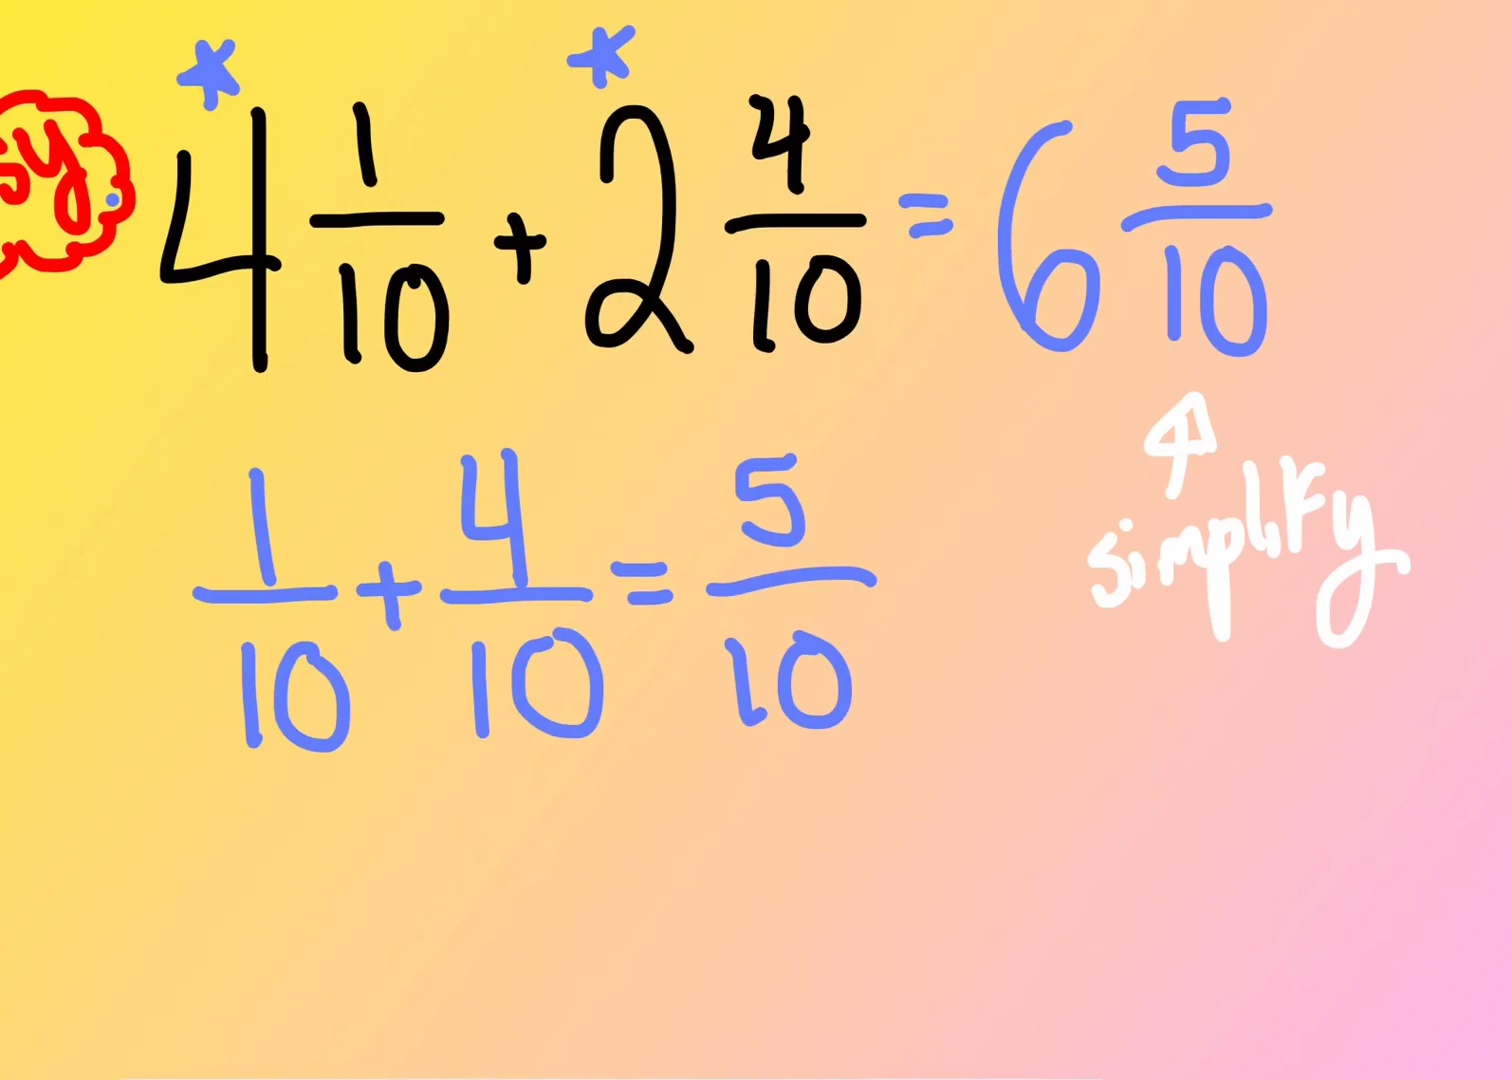 4 1/10 + 2 4/10 = 6 5/10
1/10 + 4/10 = 5/10
simplify